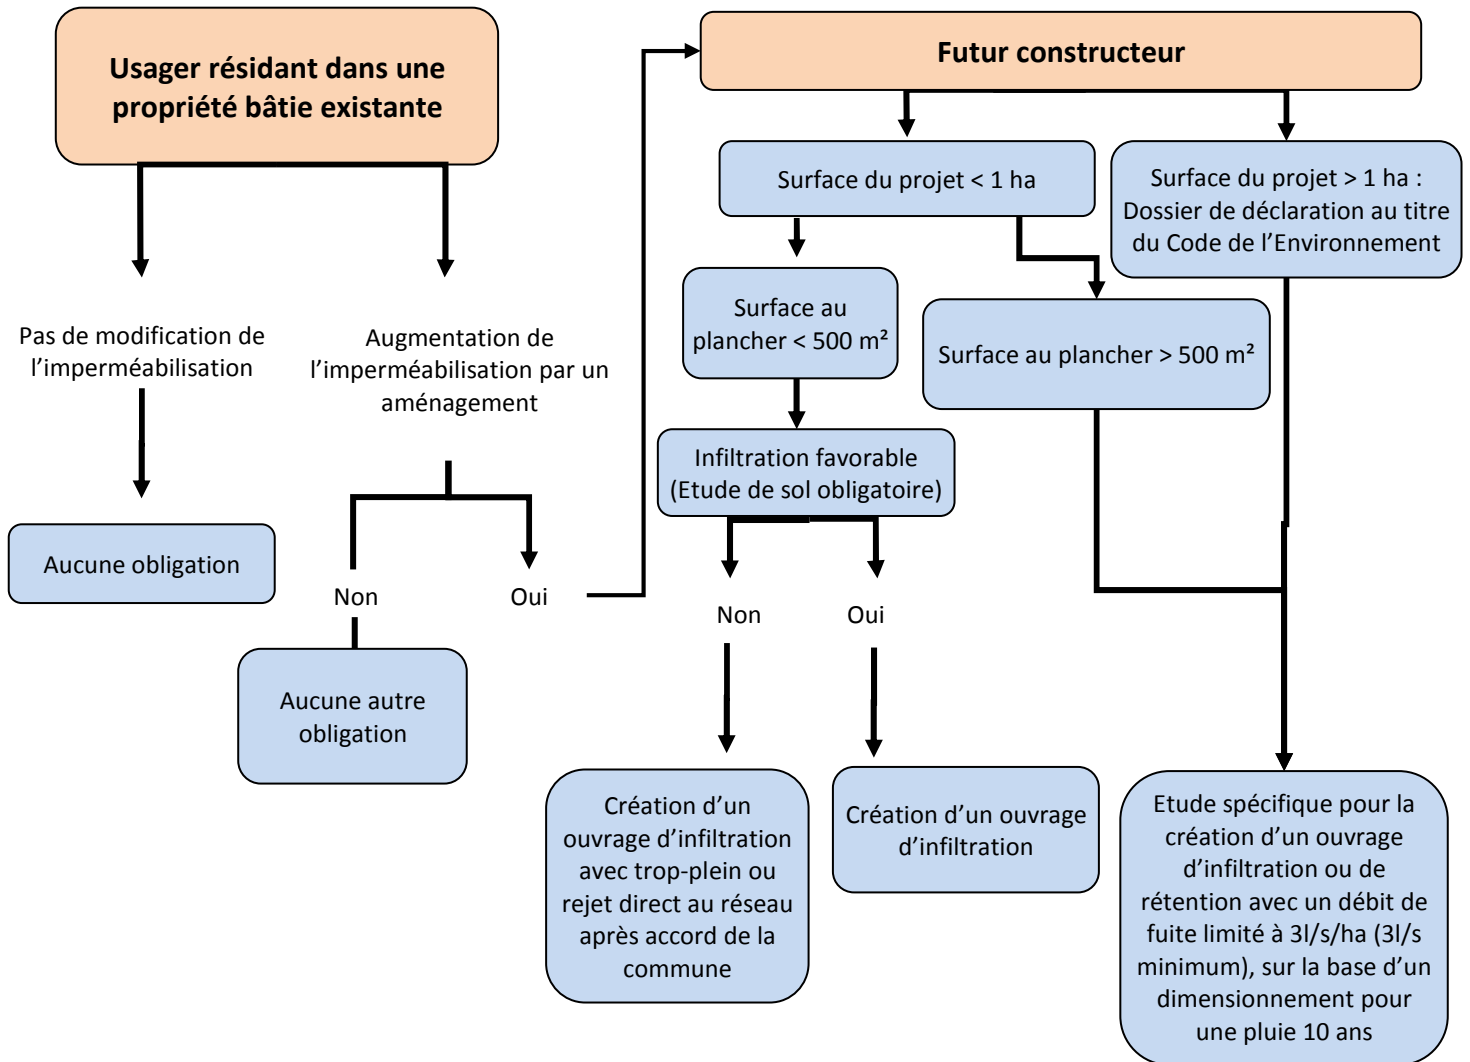 Usager résidant dans une
propriété bâtie existante
Pas de modification de
l’imperméabilisation
Aucune obligation
Augmentation de
l’imperméabilisation par un
aménagement
Non
Oui
Aucune autre
obligation
Futur constructeur
Surface du projet < 1 ha
Surface du projet > 1 ha :
Dossier de déclaration au titre
du Code de l’Environnement
Surface au
plancher < 500 m²
Surface au plancher > 500 m²
Infiltration favorable
(Etude de sol obligatoire)
Non
Oui
Création d’un
ouvrage d’infiltration
avec trop-plein ou
rejet direct au réseau
après accord de la
commune
Création d’un ouvrage
d’infiltration
Etude spécifique pour la
création d’un ouvrage
d’infiltration ou de
rétention avec un débit de
fuite limité à 3l/s/ha (3l/s
minimum), sur la base d’un
dimensionnement pour
une pluie 10 ans